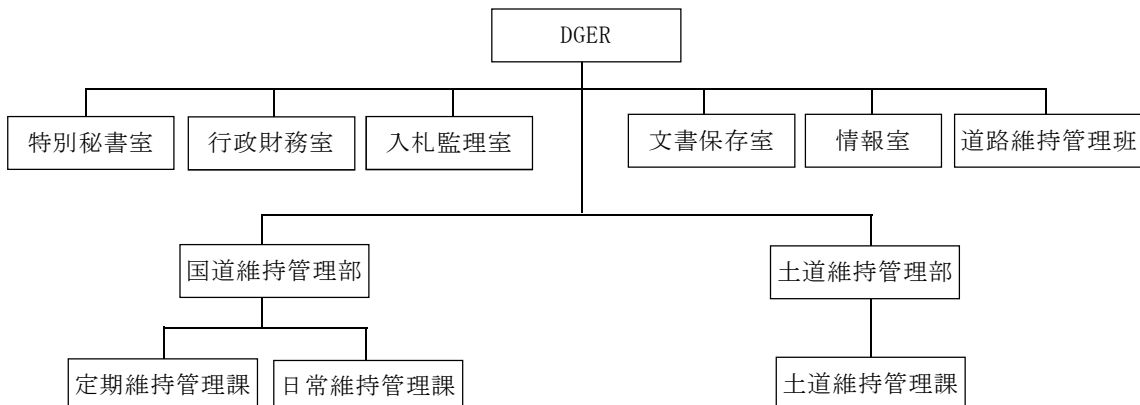 DGER
特別秘書室
行政財務室
入札監理室
文書保存室
情報室
道路維持管理班
国道維持管理部
土道維持管理部
定期維持管理課
日常維持管理課
土道維持管理課